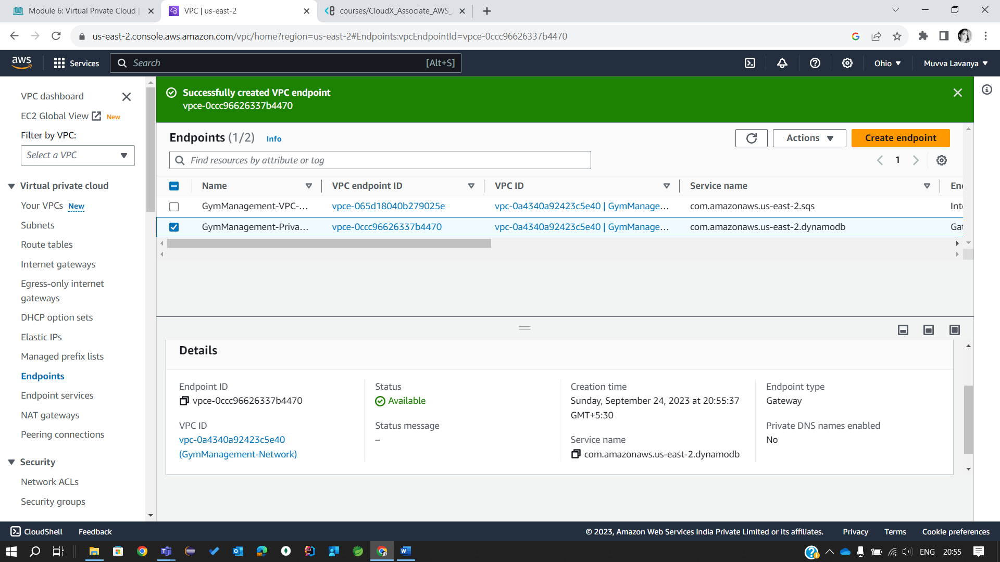 Module 6: Virtual Private Cloud |
VPC | us-east-2
courses/CloudX_Associate_AWS_
us-east-2.console.aws.amazon.com/vpc/home?region=us-east-2#Endpoints:vpcEndpointId=vpce-0ccc96626337b4470
aws
Services
Search
[Alt+S]
Ohio
Muvva Lavanya
VPC dashboard
EC2 Global View New
Filter by VPC:
Select a VPC
Virtual private cloud
Your VPCs New
Subnets
Route tables
Internet gateways
Egress-only internet
gateways
DHCP option sets
Elastic IPs
Managed prefix lists
Endpoints
Endpoint services
NAT gateways
Peering connections
Security
Network ACLs
Security groups
Successfully created VPC endpoint
vpce-0ccc96626337b4470
Endpoints (1/2) Info
Actions
Create endpoint
Find resources by attribute or tag
1
Name VPC endpoint ID VPC ID Service name
GymManagement-VPC-... vpce-065d18040b279025e vpc-0a4340a92423c5e40 | GymManage... com.amazonaws.us-east-2.sqs
GymManagement-Priva... vpce-0ccc96626337b4470 vpc-0a4340a92423c5e40 | GymManage... com.amazonaws.us-east-2.dynamodb
Details
Endpoint ID
vpce-0ccc96626337b4470
VPC ID
vpc-0a4340a92423c5e40
(GymManagement-Network)
Status
Available
Status message
–
Creation time
Sunday, September 24, 2023 at 20:55:37
GMT+5:30
Service name
com.amazonaws.us-east-2.dynamodb
Endpoint type
Gateway
Private DNS names enabled
No
CloudShell Feedback
© 2023, Amazon Web Services India Private Limited or its affiliates. Privacy Terms Cookie preferences
ENG 20:55